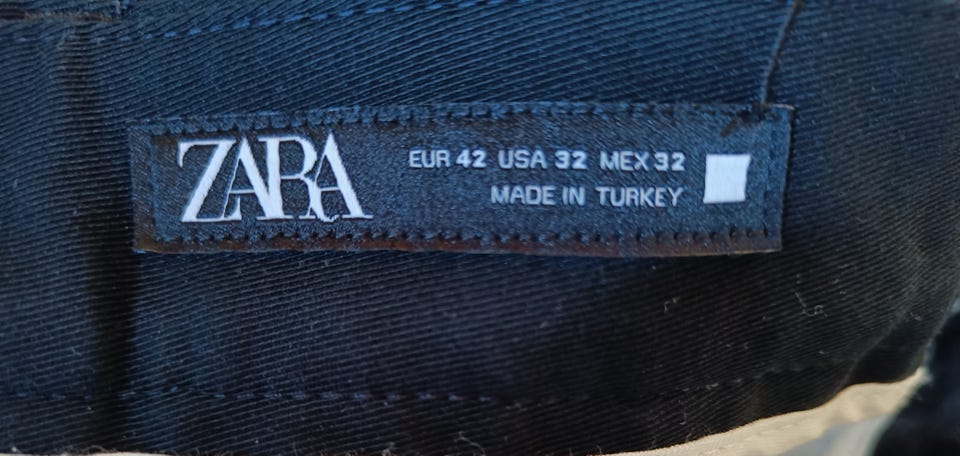 ZARA
EUR 42 USA 32 MEX 32
MADE IN TURKEY